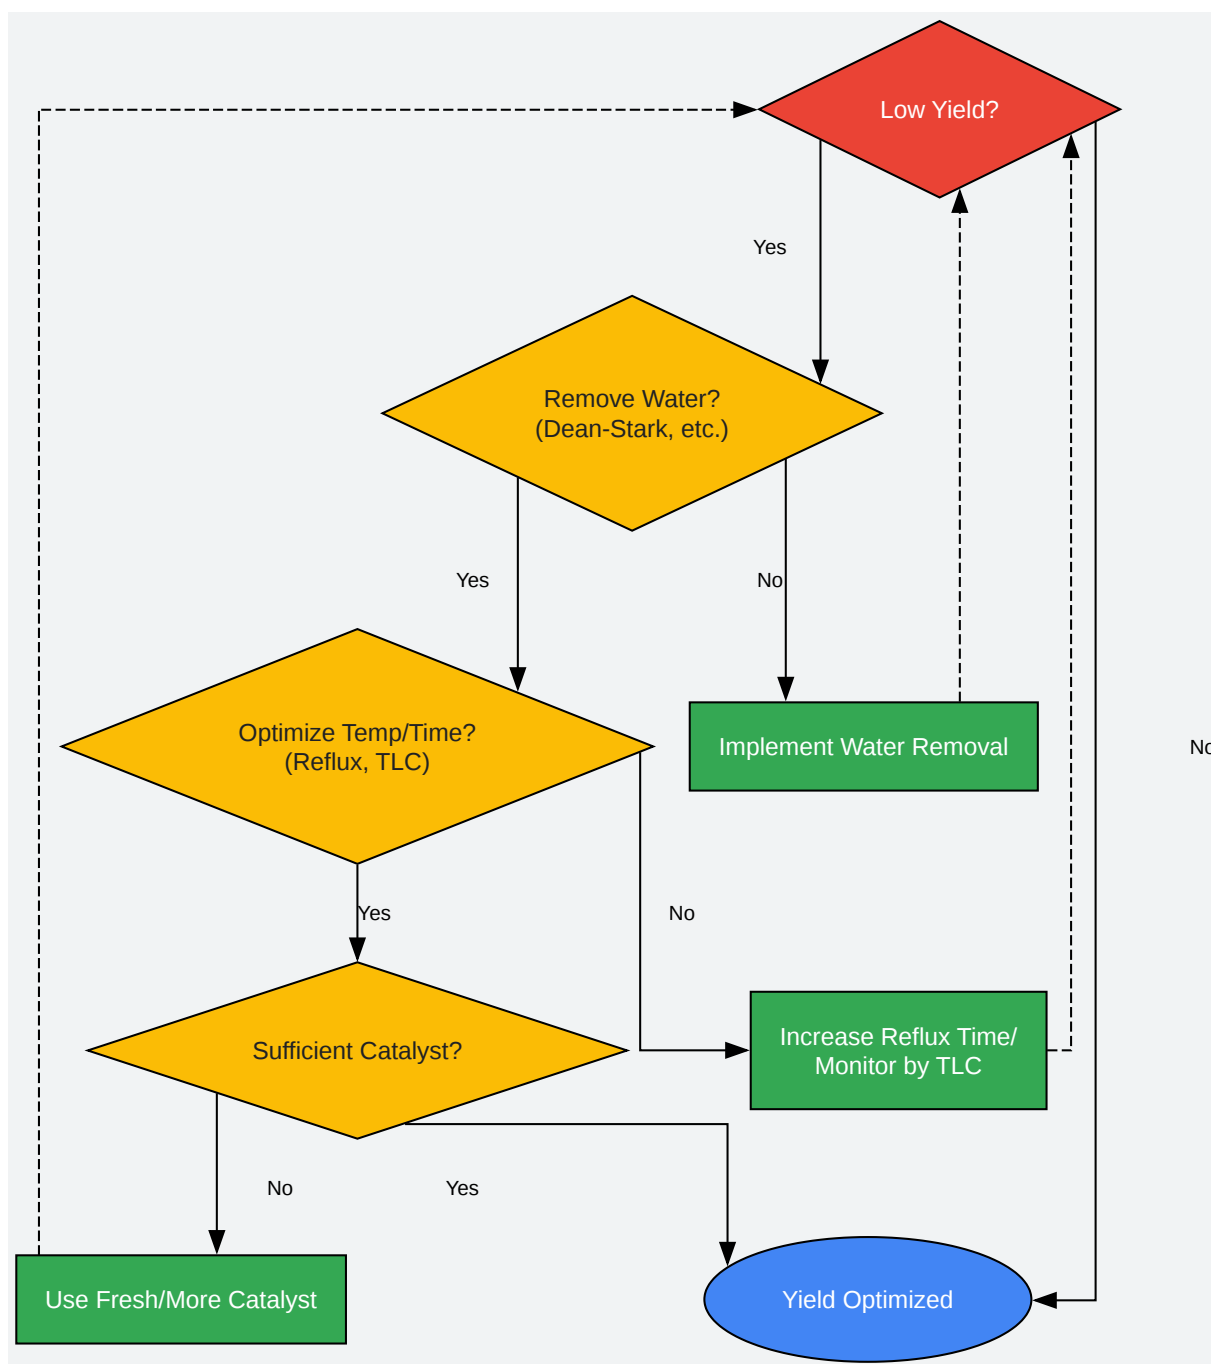 Low Yield?
Yes
Remove Water?
(Dean-Stark, etc.)
Yes
No
Optimize Temp/Time?
(Reflux, TLC)
Implement Water Removal
No
Yes
No
Sufficient Catalyst?
Increase Reflux Time/
Monitor by TLC
No
Yes
Use Fresh/More Catalyst
Yield Optimized